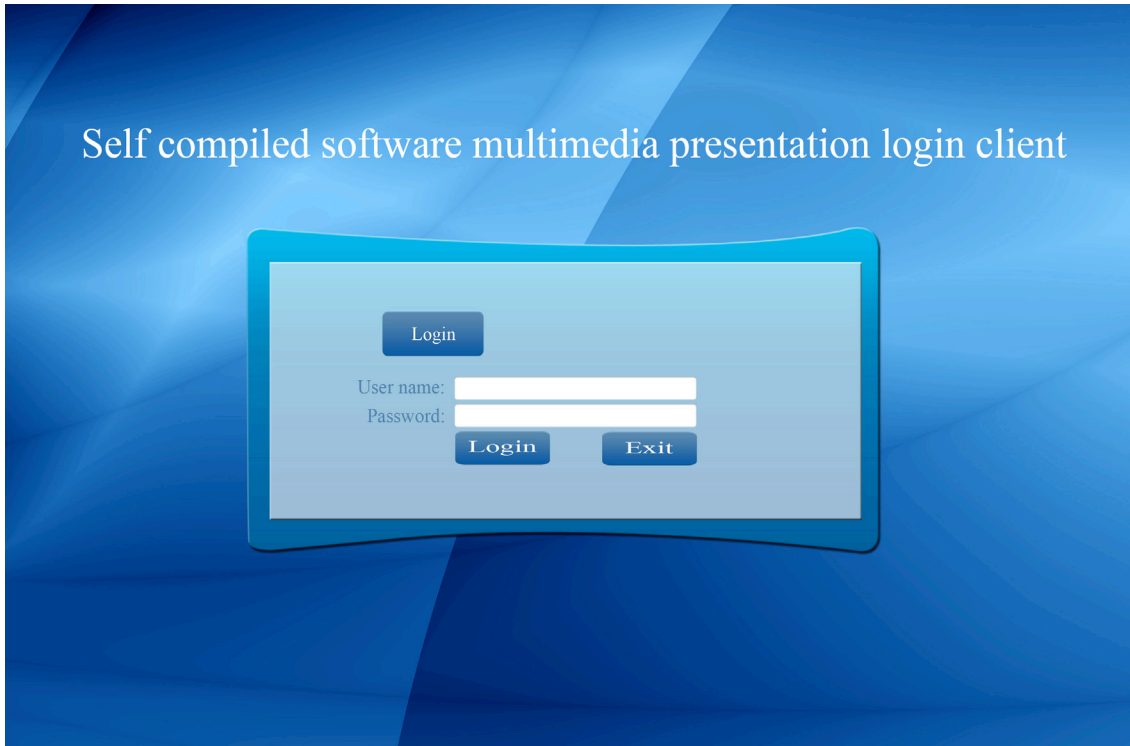 Self compiled software multimedia presentation login client
Login
User name:
Password:
Login Exit